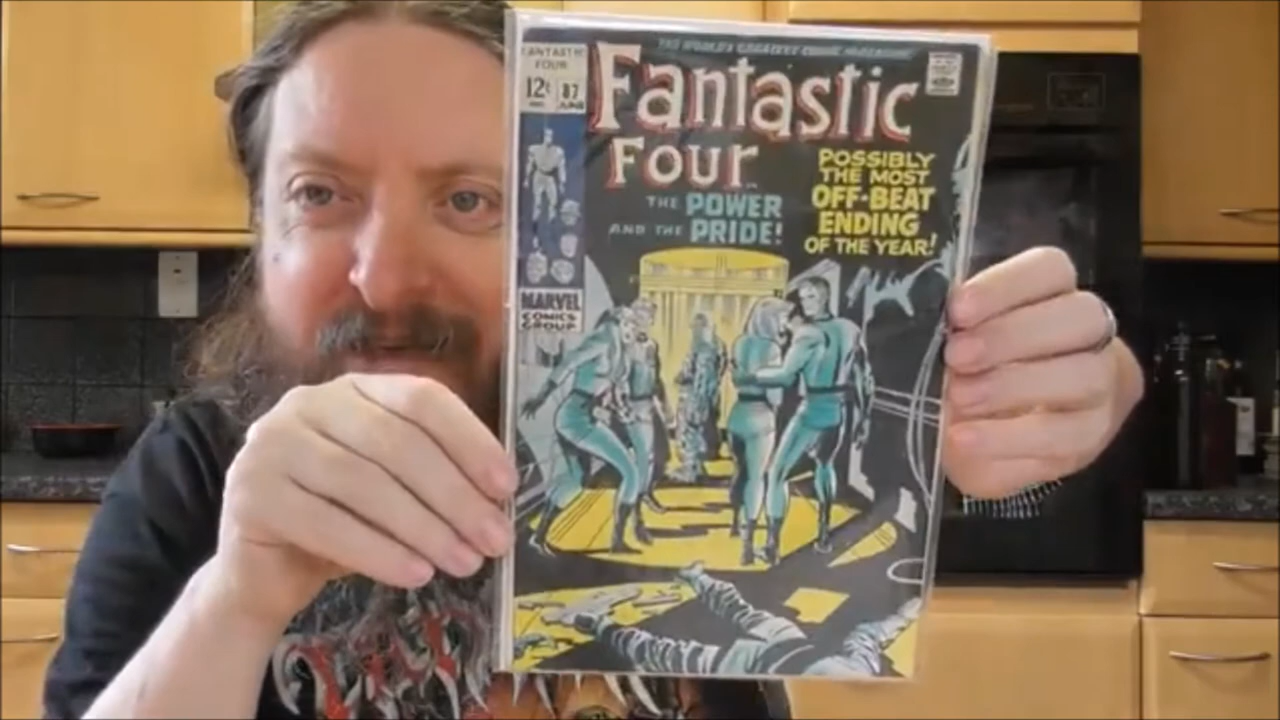 THE WORLD'S GREATEST COMIC MAGAZINE!
FANTASTIC
FOUR
12¢ 87
JUNE
Fantastic
Four
THE POWER
AND THE PRIDE!
POSSIBLY
THE MOST
OFF-BEAT
ENDING
OF THE YEAR!
MARVEL
COMICS
GROUP